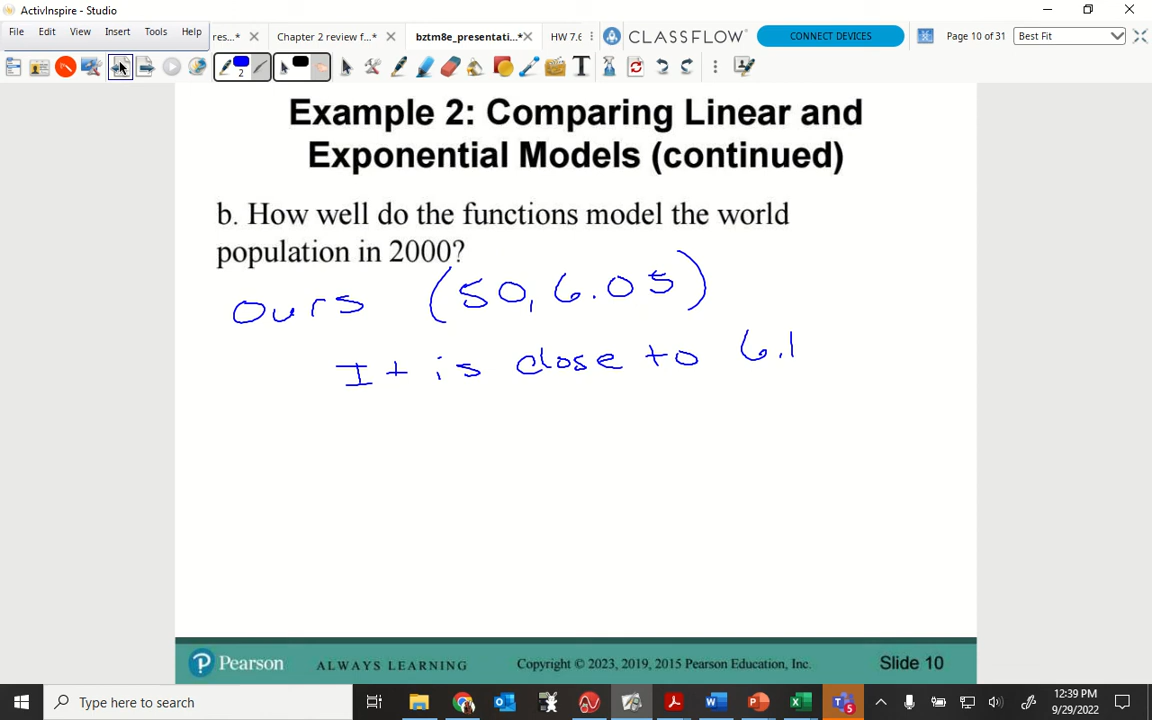 ActivInspire - Studio
File Edit View Insert Tools Help
res...* Chapter 2 review f...* bztm8e_presentati...* HW 7.6
CLASSFLOW
CONNECT DEVICES
Page 10 of 31
Best Fit
2
Example 2: Comparing Linear and
Exponential Models (continued)
b. How well do the functions model the world
population in 2000?
Ours (50, 6.05)
It is close to 6.1
Pearson
ALWAYS LEARNING
Copyright © 2023, 2019, 2015 Pearson Education, Inc.
Slide 10
Type here to search
12:39 PM
9/29/2022